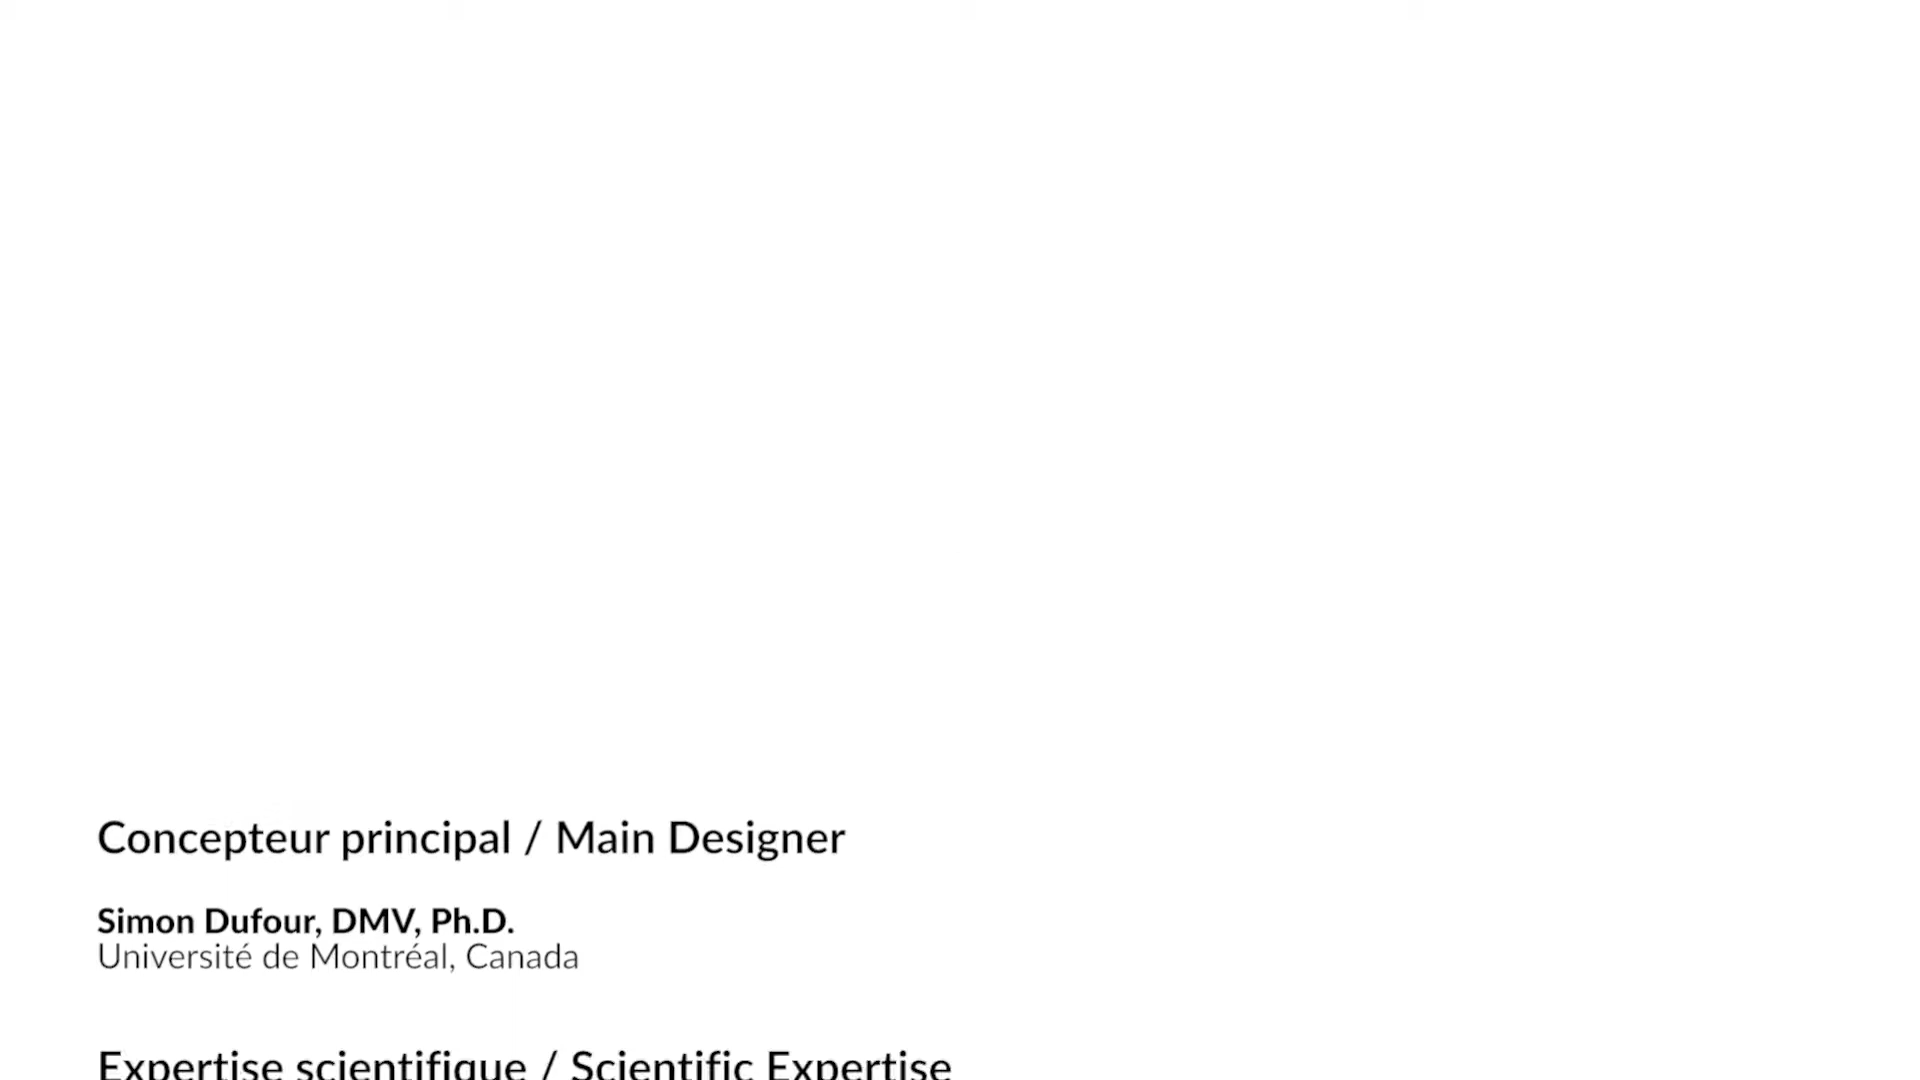 Concepteur principal / Main Designer
Simon Dufour, DMV, Ph.D.
Université de Montréal, Canada
Expertise scientifique / Scientific Expertise